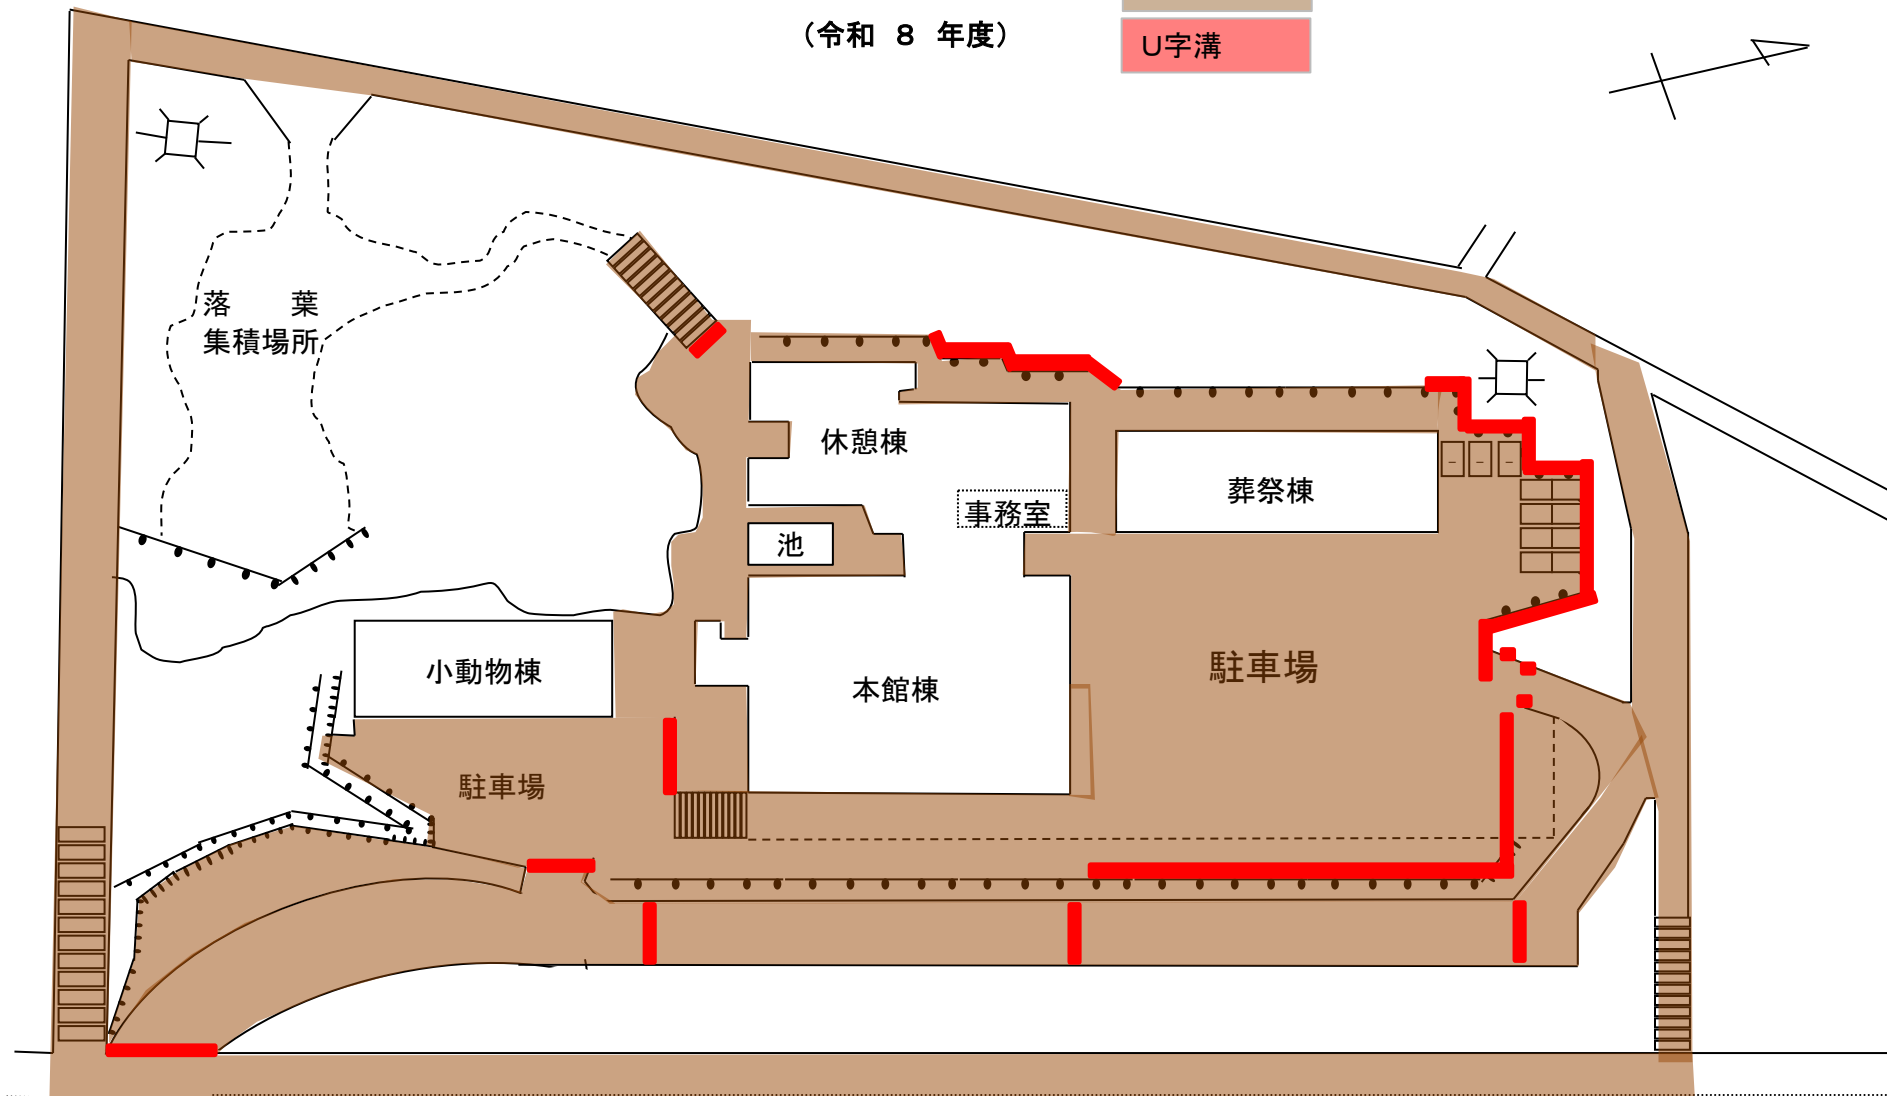 （令和　８　年度）
U字溝
落　　葉
集積場所
休憩棟
事務室
葬祭棟
池
小動物棟
本館棟
駐車場
駐車場